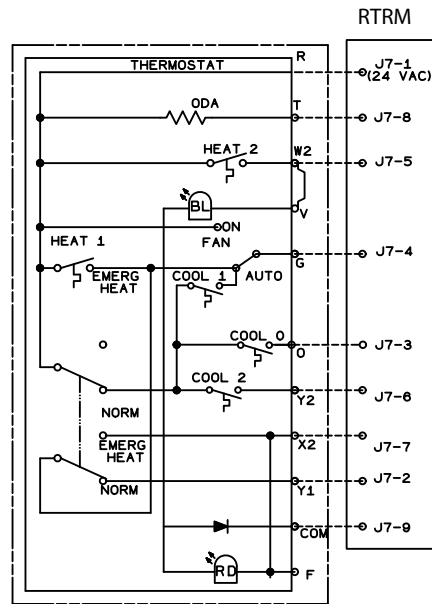 RTRM
R
THERMOSTAT
J7-1
(24 VAC)
ODA
T
J7-8
HEAT 2
W2
J7-5
BL
V
ON
FAN
HEAT 1
G
J7-4
EMERG
HEAT
COOL 1
AUTO
COOL O
O
J7-3
COOL 2
Y2
J7-6
NORM
EMERG
HEAT
X2
J7-7
NORM
Y1
J7-2
COM
J7-9
RD
F